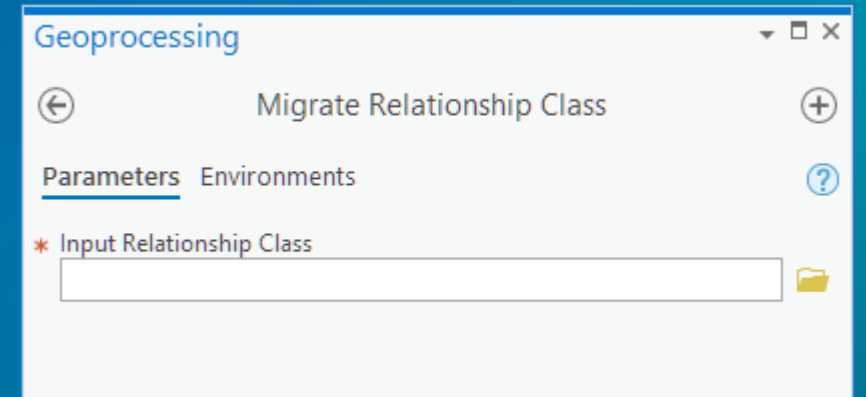 Geoprocessing
Migrate Relationship Class
Parameters Environments
* Input Relationship Class